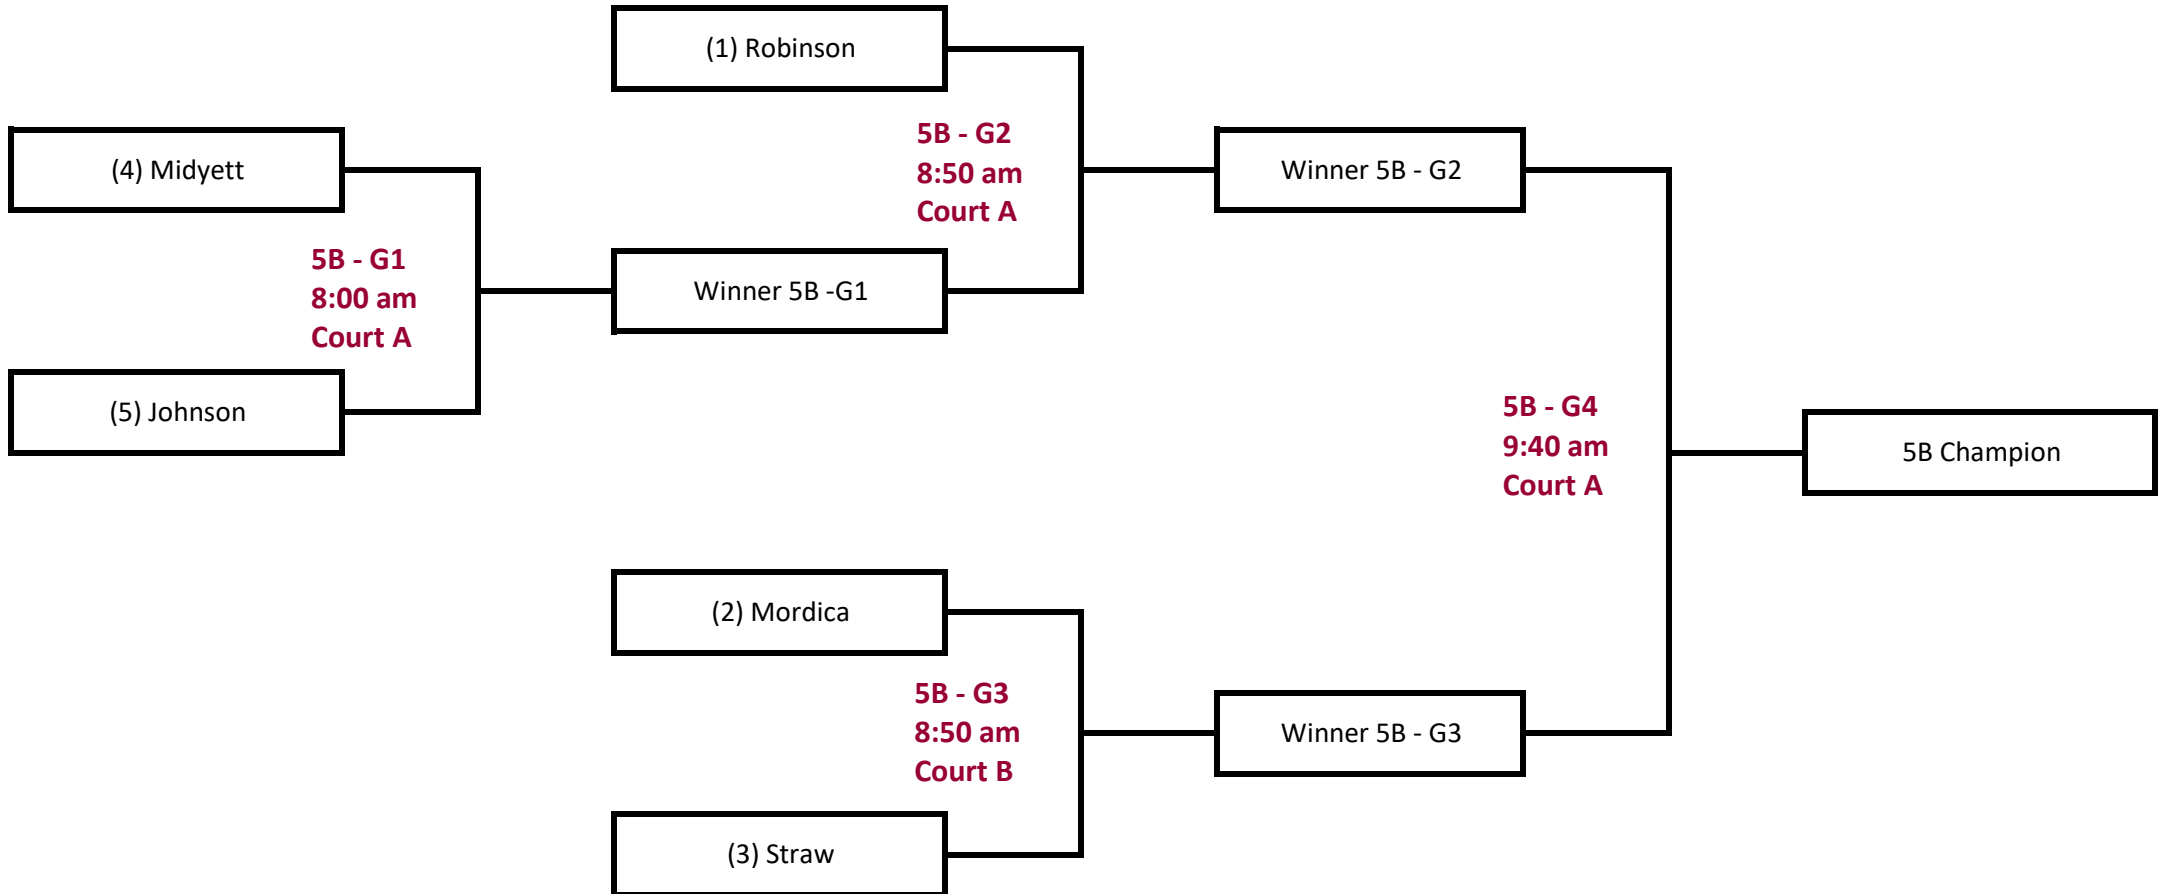 (1) Robinson
5B - G2
8:50 am
Court A
(4) Midyett
Winner 5B - G2
5B - G1
8:00 am
Court A
Winner 5B -G1
(5) Johnson
5B - G4
9:40 am
Court A
5B Champion
(2) Mordica
5B - G3
8:50 am
Court B
Winner 5B - G3
(3) Straw